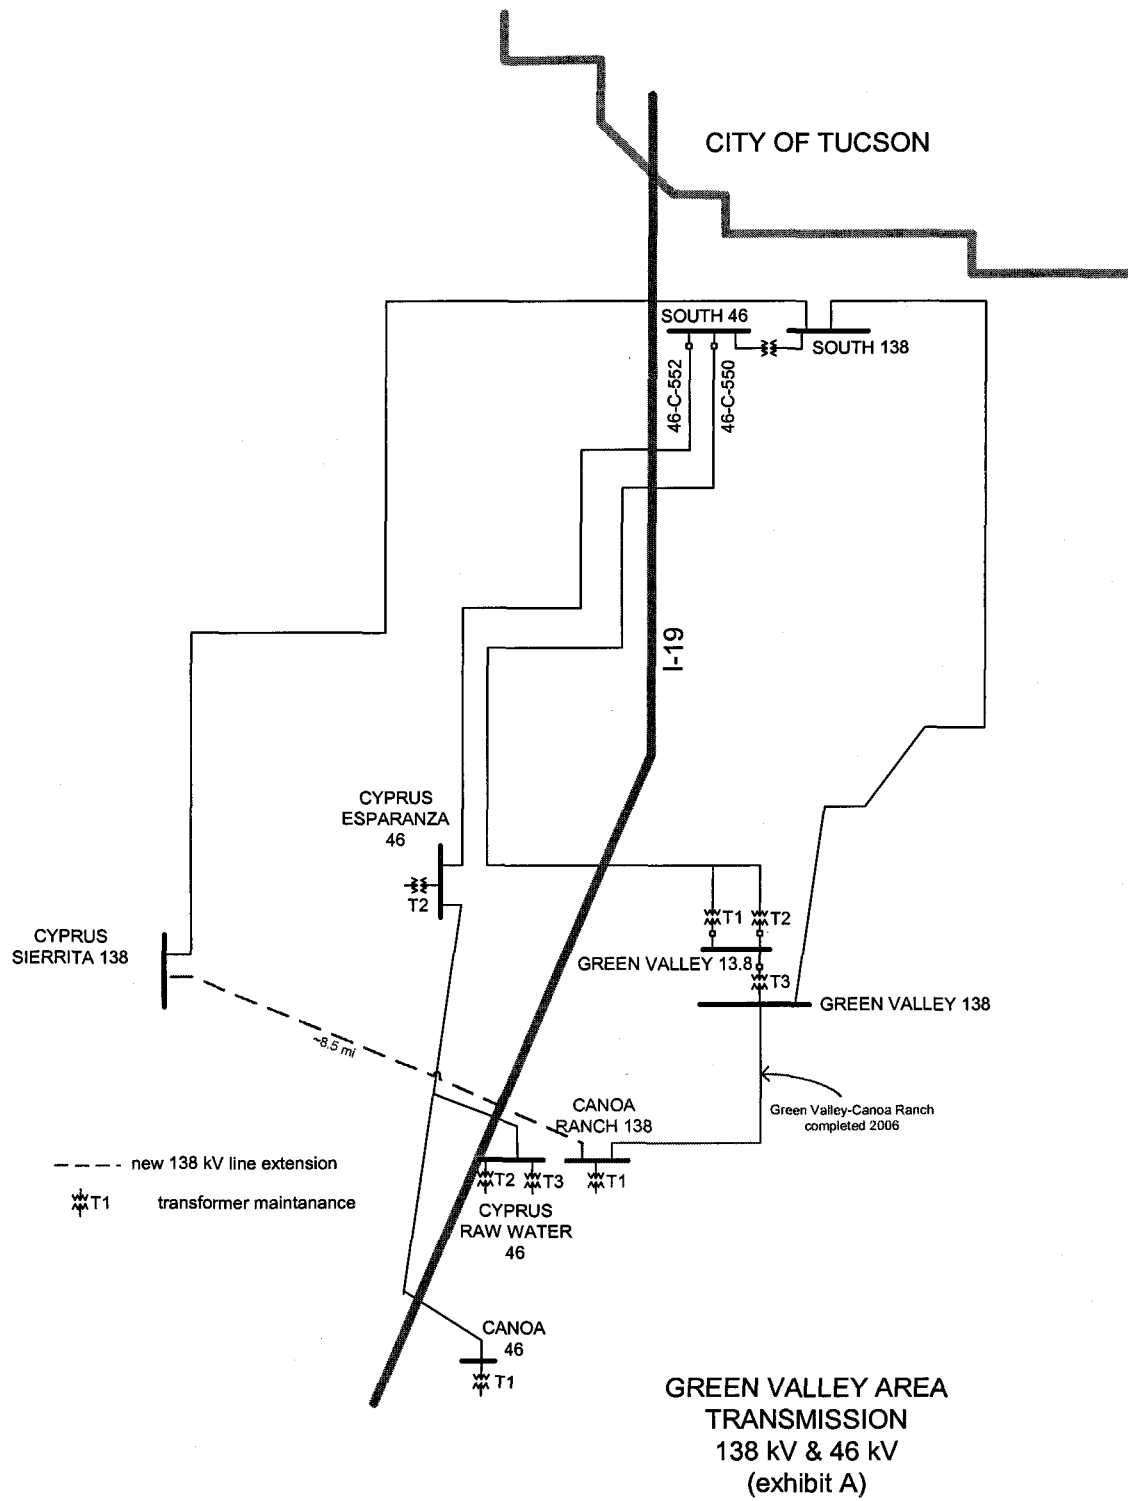 CITY OF TUCSON
SOUTH 46
SOUTH 138
46-C-552
46-C-550
I-19
CYPRUS
ESPARANZA
46
T2
CYPRUS
SIERRITA 138
T1
T2
GREEN VALLEY 13.8
T3
GREEN VALLEY 138
~8.5 mi
Green Valley-Canoa Ranch
completed 2006
CANOA
RANCH 138
new 138 kV line extension
T2
T3
T1
T1
transformer maintanance
CYPRUS
RAW WATER
46
CANOA
46
T1
GREEN VALLEY AREA
TRANSMISSION
138 kV & 46 kV
(exhibit A)